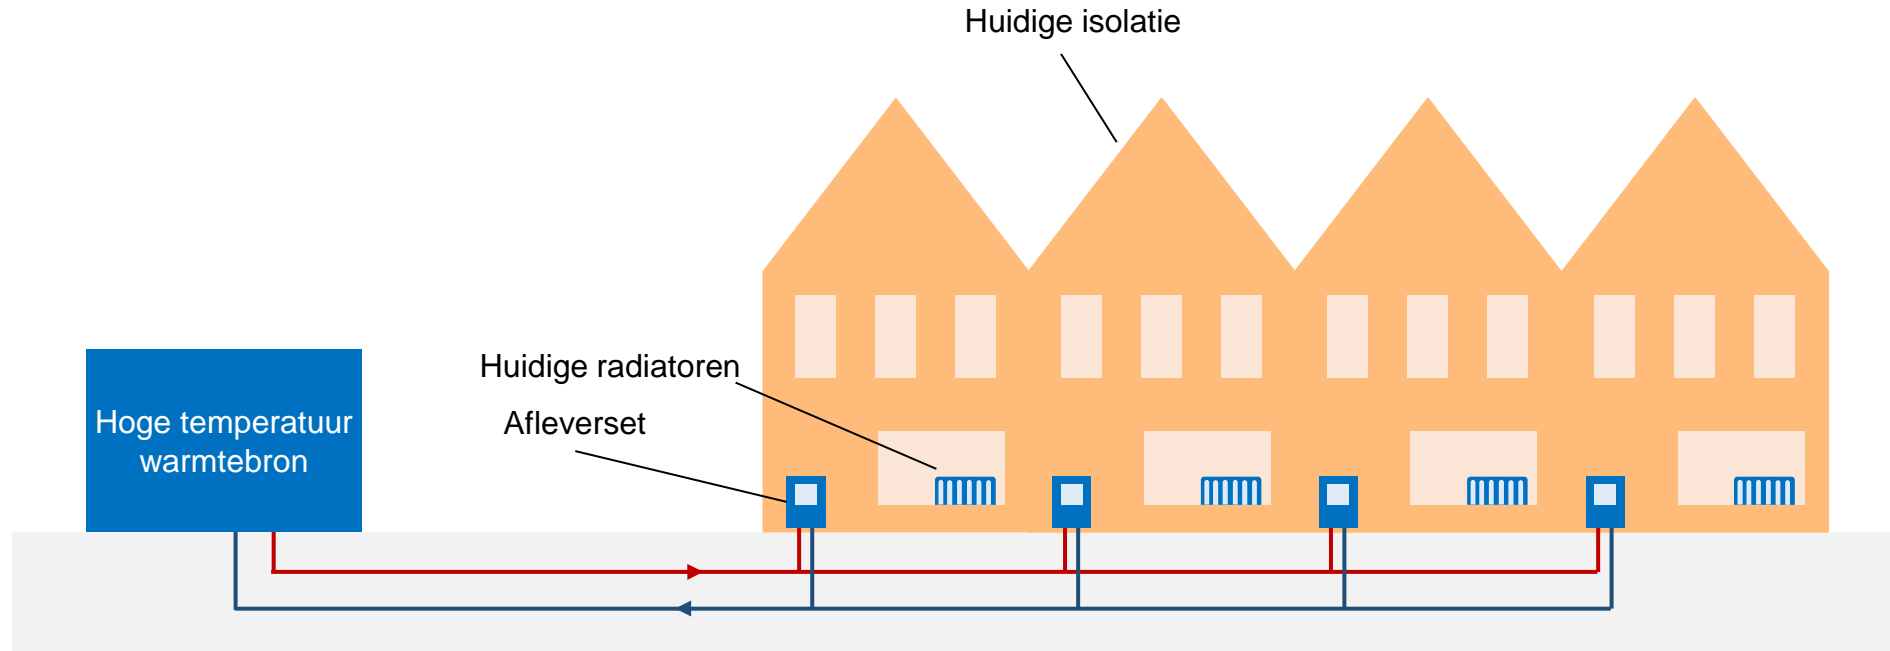 Huidige isolatie
Huidige radiatoren
Afleverset
Hoge temperatuur
warmtebron